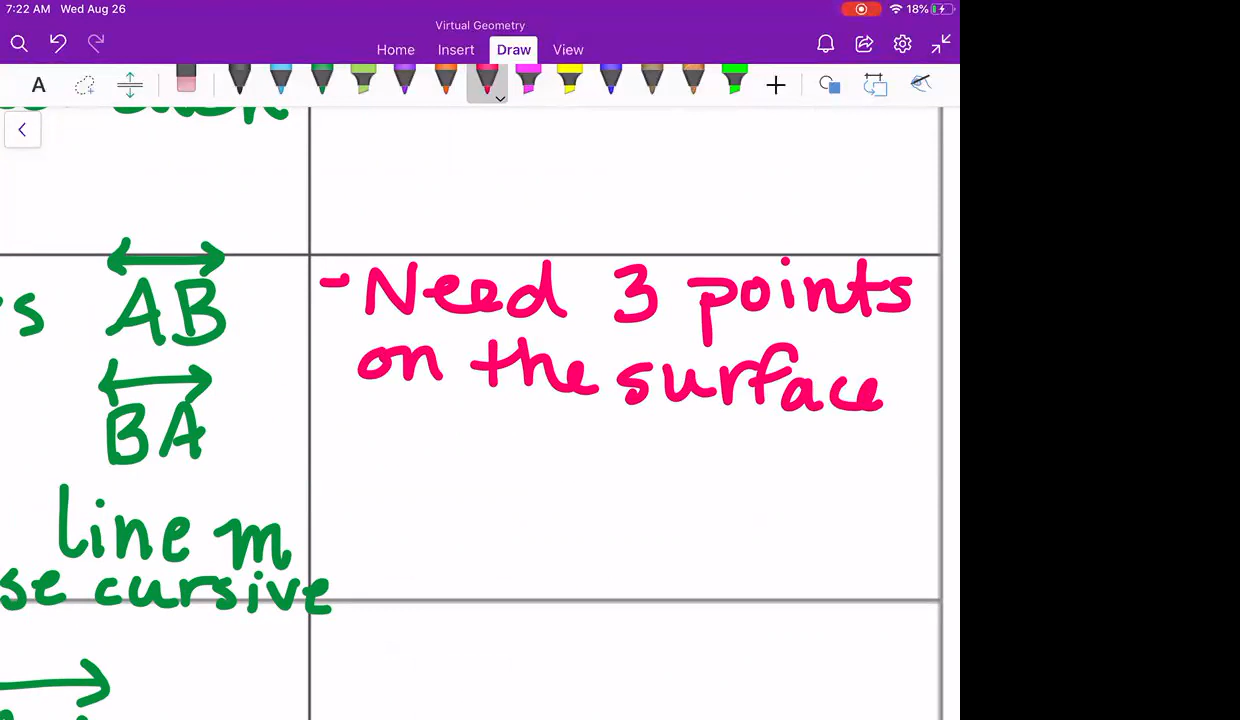 7:22 AM Wed Aug 26
18%
Virtual Geometry
Home Insert Draw View
A
s AB
BA
line m
se cursive
-Need 3 points
on the surface